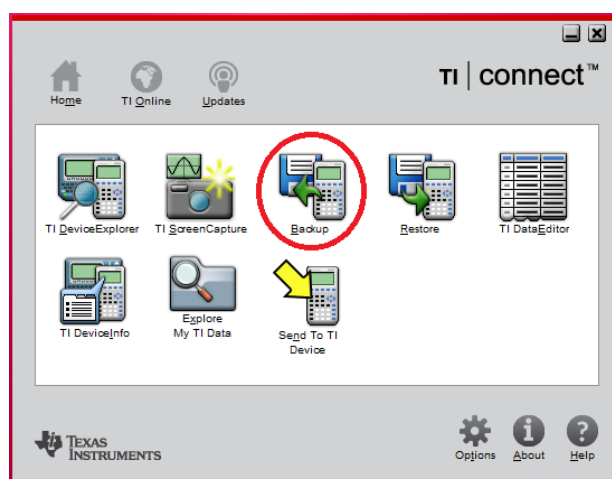 TI | connect™
Home
TI Online
Updates
TI DeviceExplorer
TI ScreenCapture
Backup
Restore
TI DataEditor
TI DeviceInfo
Explore
My TI Data
Send To TI
Device
TEXAS
INSTRUMENTS
Options
About
Help